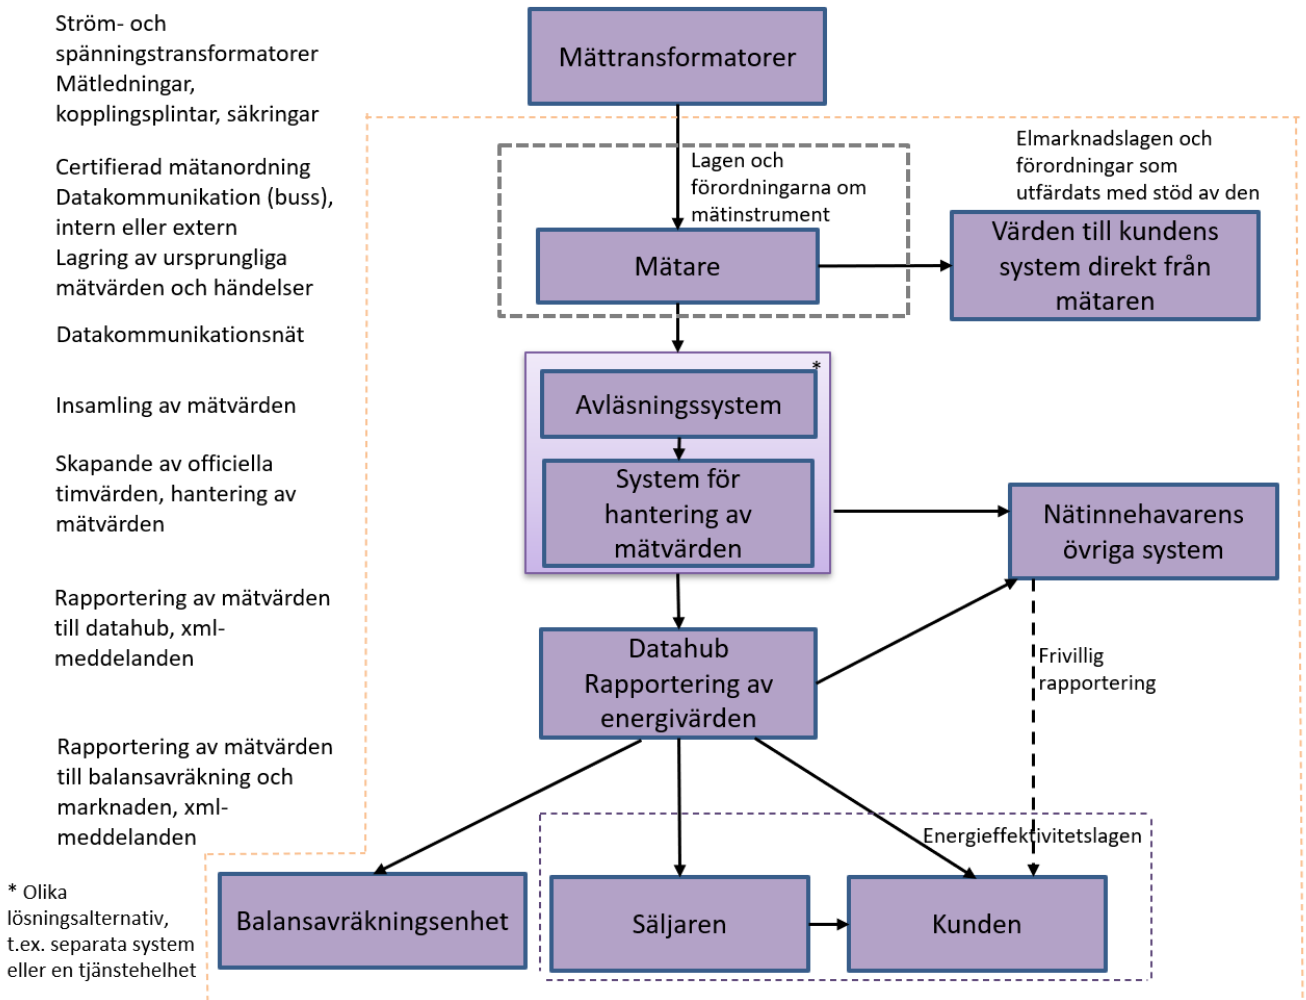 Ström- och
spänningstransformatorer
Mätledningar,
kopplingsplintar, säkringar
Mättransformatorer
Certifierad mätanordning
Datakommunikation (buss),
intern eller extern
Lagring av ursprungliga
mätvärden och händelser
Lagen och
förordningarna om
mätinstrument
Elmarknadslagen och
förordningar som
utfärdats med stöd av den
Mätare
Värden till kundens
system direkt från
mätaren
Datakommunikationsnät
*
Insamling av mätvärden
Avläsningssystem
Skapande av officiella
timvärden, hantering av
mätvärden
System för
hantering av
mätvärden
Nätinnehavarens
övriga system
Rapportering av mätvärden
till datahub, xml-
meddelanden
Datahub
Rapportering av
energivärden
Frivillig
rapportering
Rapportering av mätvärden
till balansavräkning och
marknaden, xml-
meddelanden
Energieffektivitetslagen
* Olika
lösningsalternativ,
t.ex. separata system
eller en tjänstehelhet
Balansavräkningsenhet
Säljaren
Kunden